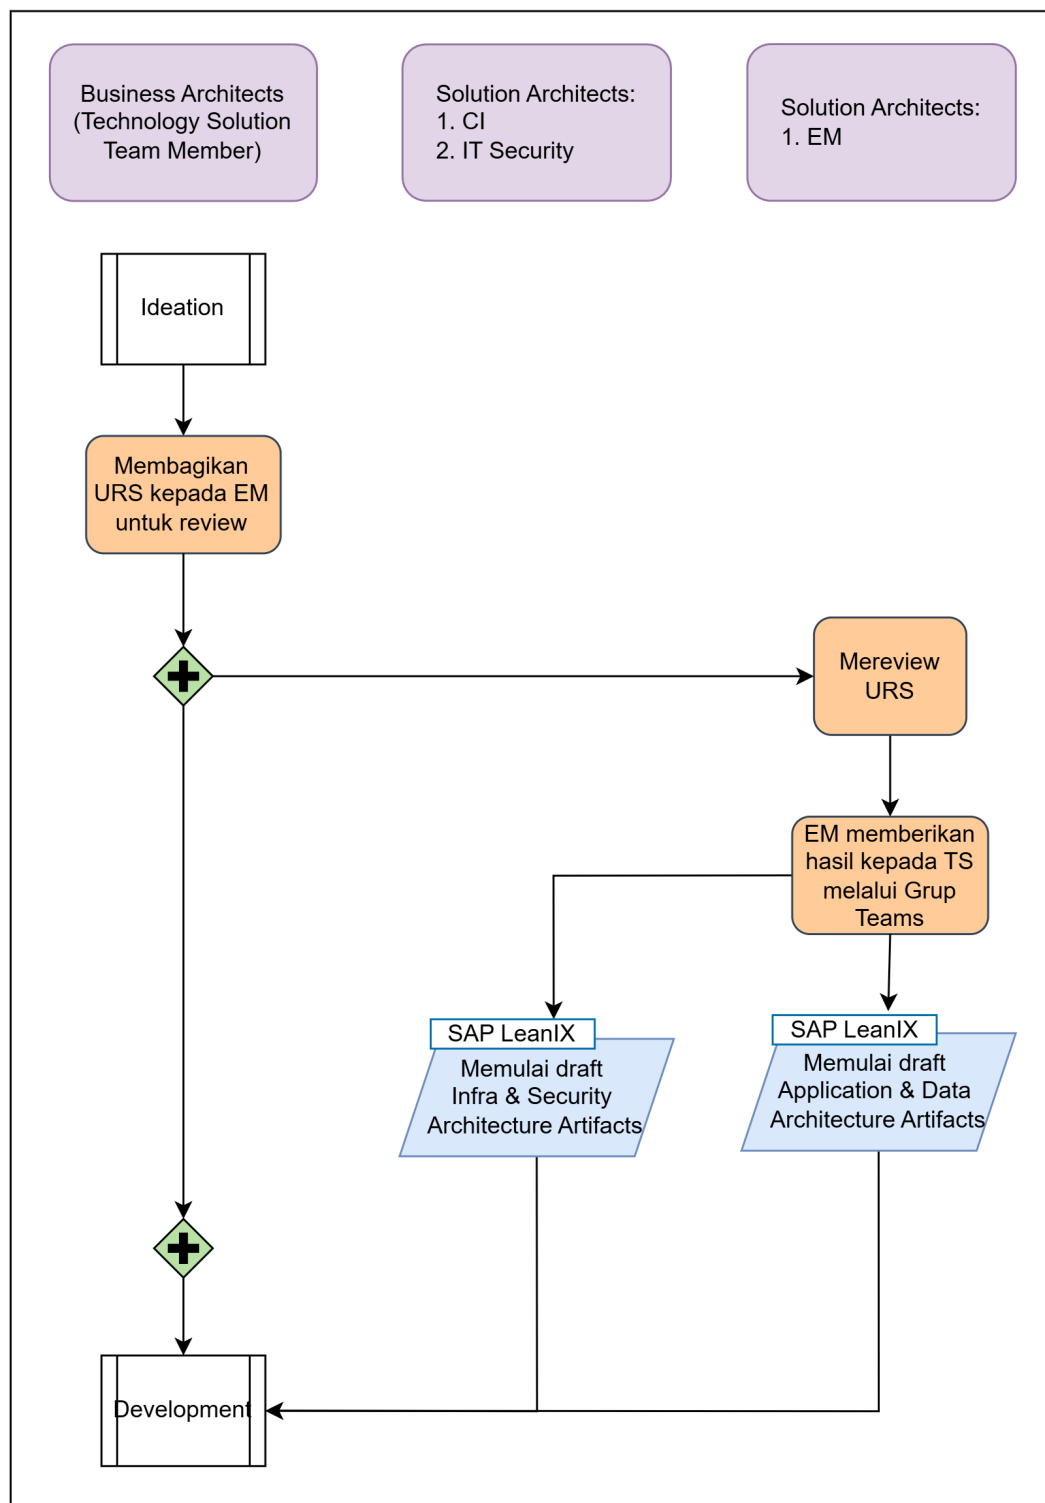 Business Architects
(Technology Solution
Team Member)
Solution Architects:
1. CI
2. IT Security
Solution Architects:
1. EM
Ideation
Membagikan
URS kepada EM
untuk review
Mereview
URS
EM memberikan
hasil kepada TS
melalui Grup
Teams
SAP LeanIX
Memulai draft
Infra & Security
Architecture Artifacts
SAP LeanIX
Memulai draft
Application & Data
Architecture Artifacts
Development